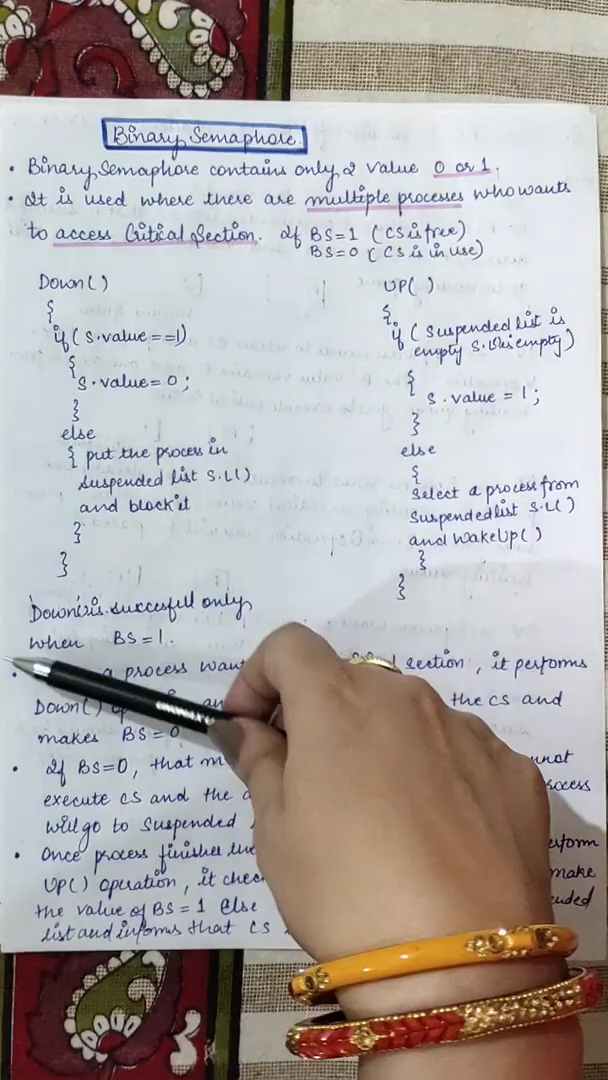 Binary Semaphore
• Binary Semaphore contains only 2 value 0 or 1.
• It is used where there are multiple processes who wants
to access Critical Section. If BS=1 (CS is free)
BS=0 (CS is in use)
Down()
{
if (S.value==1)
{
S.value=0;
}
else
{ put the process in
suspended list S.L()
and block it
}
}
UP()
{
if (suspended list is
empty S.L is empty)
{
S.value = 1;
}
else
{
Select a process from
suspended list S.L()
and wakeUp()
}
}
Down() is succesfull only
when BS=1.
• a process want section, it performs
Down() the CS and
makes BS=0
• If BS=0, that
execute CS and the
will go to suspended
• Once process finishes
UP() operation, it make
the value of BS=1 Else
list and informs that CS